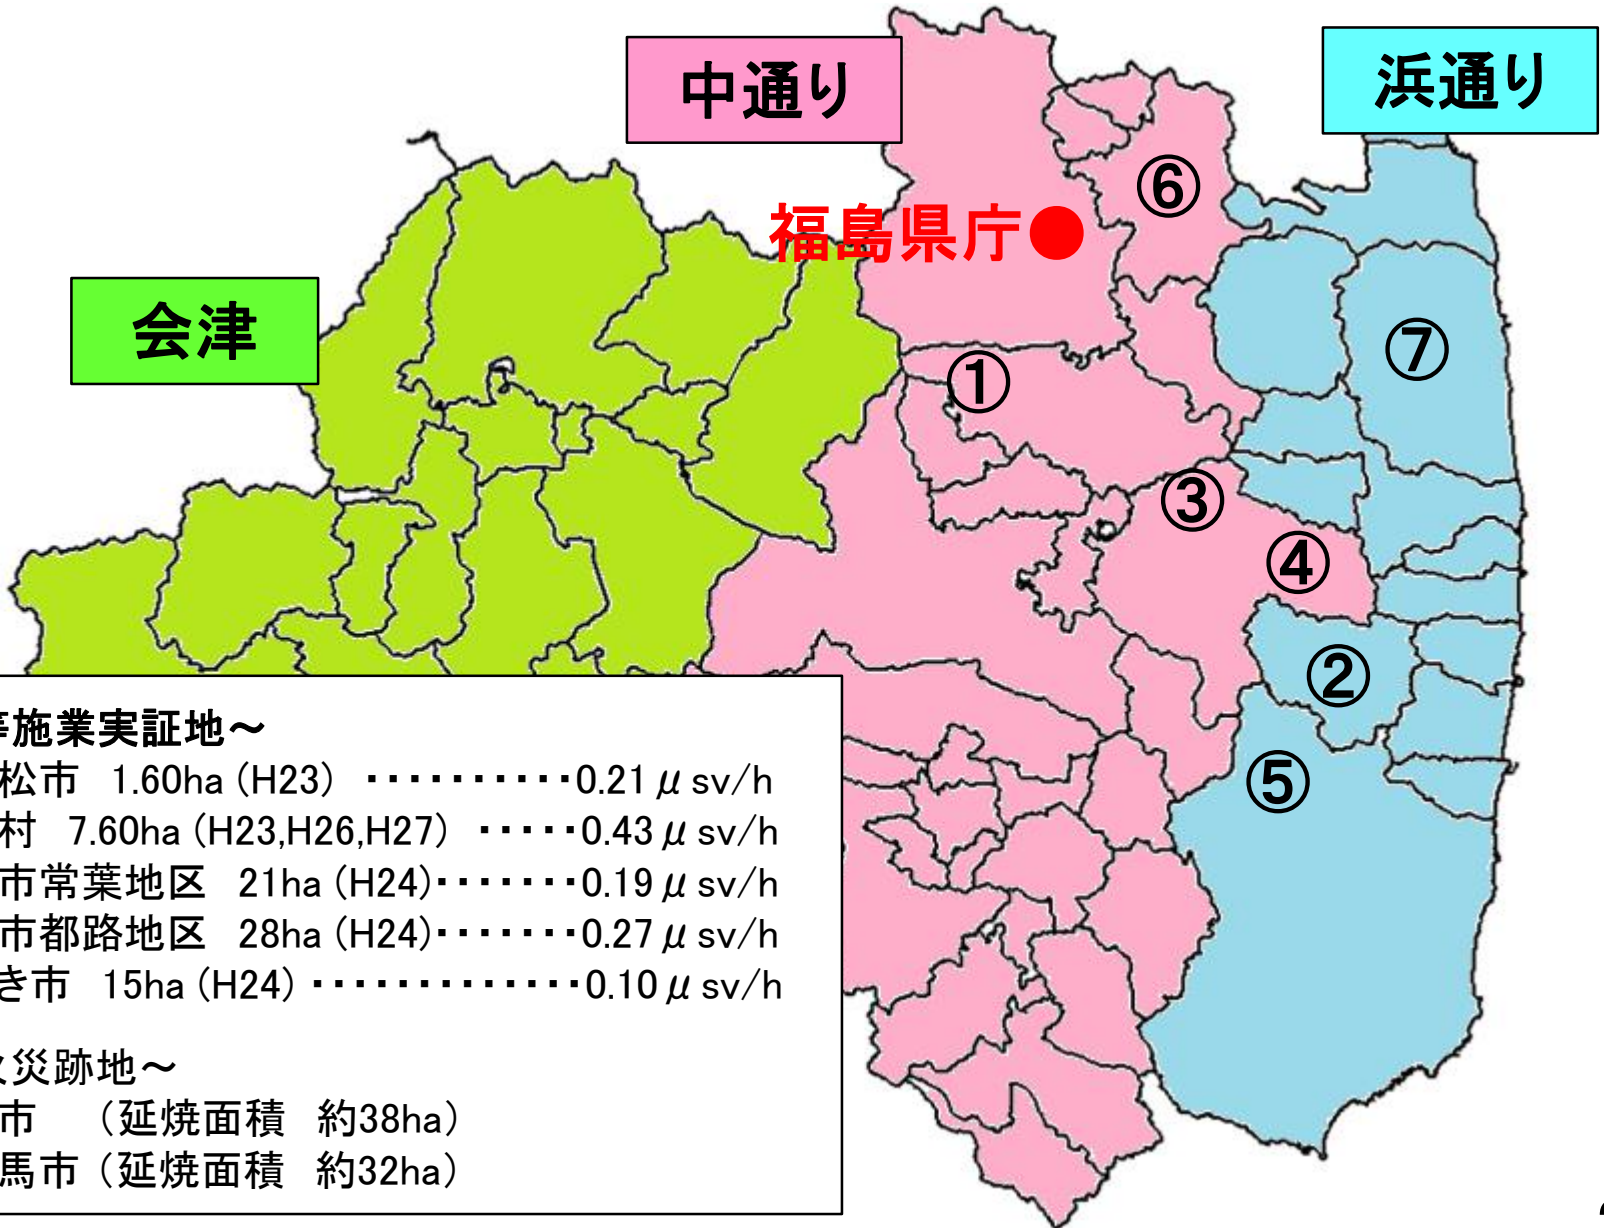 中通り
浜通り
⑥
福島県庁●
会津
⑦
①
③
④
②
⑤
施業実証地～
松市 1.60ha (H23) ・・・・・・・・・・0.21μsv/h
村 7.60ha (H23,H26,H27) ・・・・・0.43μsv/h
市常葉地区 21ha (H24)・・・・・・・0.19μsv/h
市都路地区 28ha (H24)・・・・・・・0.27μsv/h
き市 15ha (H24) ・・・・・・・・・・・・・0.10μsv/h
災跡地～
市 （延焼面積 約38ha）
馬市（延焼面積 約32ha）